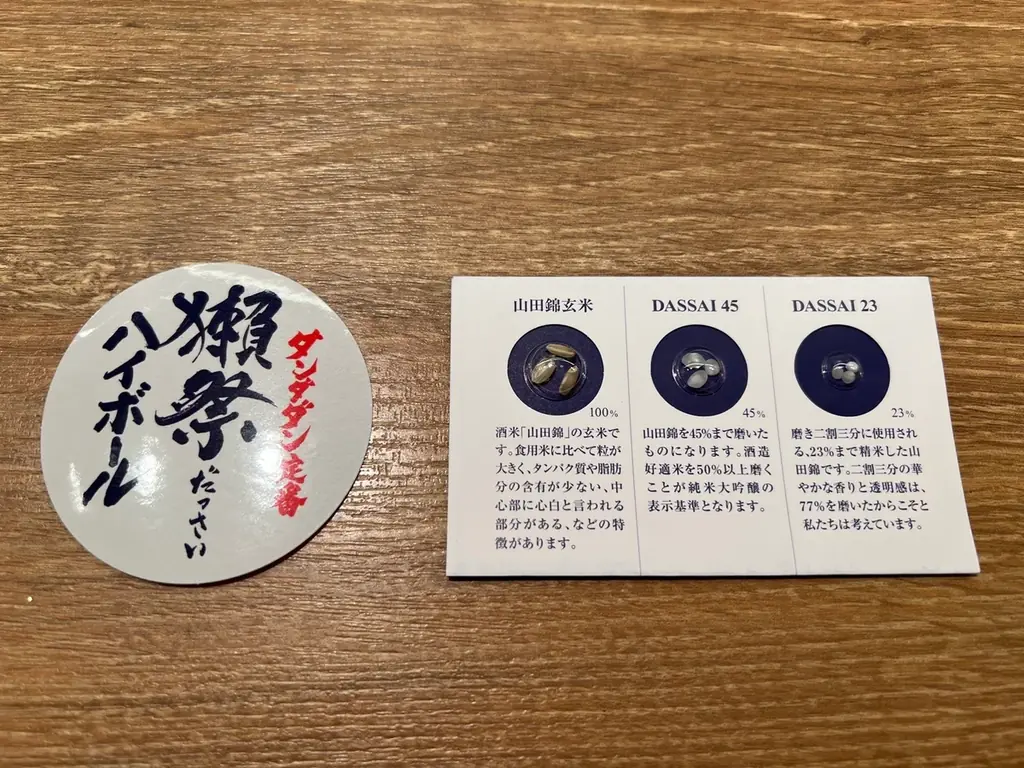 ダンダダン定番
獺祭だっさい
ハイボール
山田錦玄米
100%
酒米「山田錦」の玄米で
す。食用米に比べて粒が
大きく、タンパク質や脂肪
分の含有が少ない、中
心部に心白と言われる
部分がある、などの特
徴があります。
DASSAI 45
45%
山田錦を45%まで磨いた
ものになります。酒造
好適米を50%以上磨く
ことが純米大吟醸の
表示基準となります。
DASSAI 23
23%
磨き二割三分に使用され
る、23%まで精米した山
田錦です。二割三分の華
やかな香りと透明感は、
77%を磨いたからこそと
私たちは考えています。